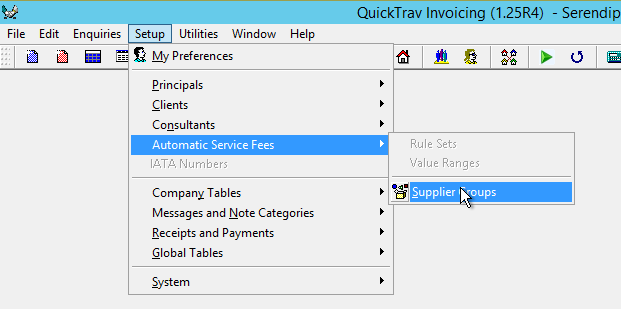 QuickTrav Invoicing (1.25R4) - Serendip
File Edit Enquiries Setup Utilities Window Help
My Preferences
Principals
Clients
Consultants
Automatic Service Fees
IATA Numbers
Company Tables
Messages and Note Categories
Receipts and Payments
Global Tables
System
Rule Sets
Value Ranges
Supplier Groups